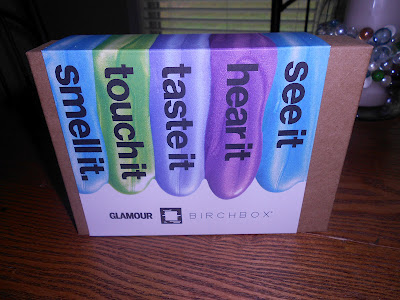 smell it.
touch it
taste it
hear it
see it
GLAMOUR BIRCHBOX